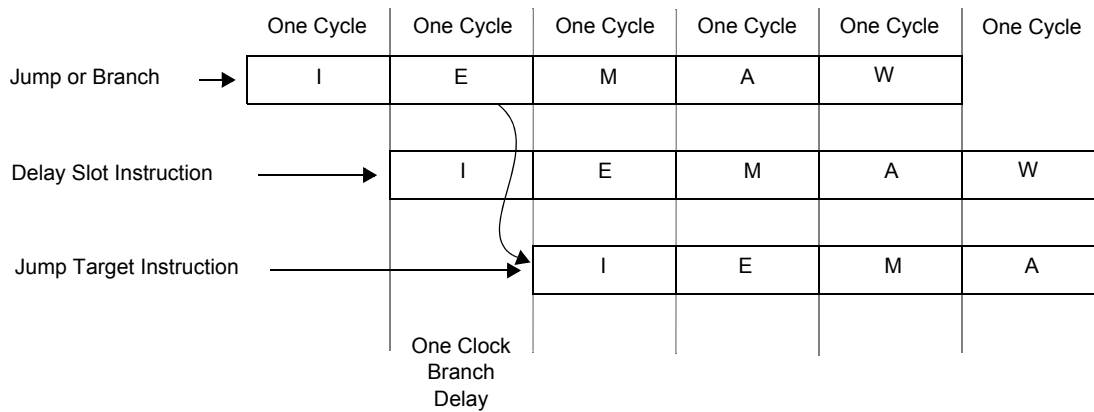 One Cycle One Cycle One Cycle One Cycle One Cycle One Cycle
Jump or Branch I E M A W
Delay Slot Instruction I E M A W
Jump Target Instruction I E M A
One Clock
Branch
Delay